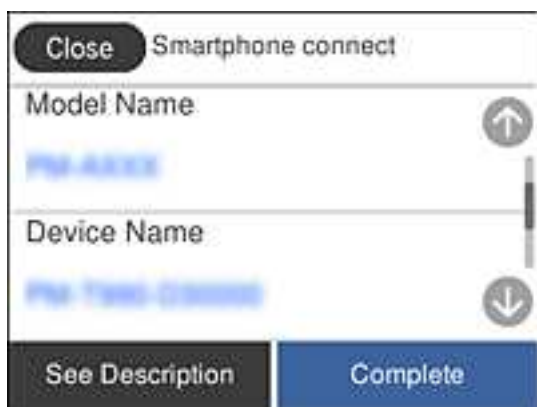 Close
Smartphone connect
Model Name
Device Name
See Description
Complete